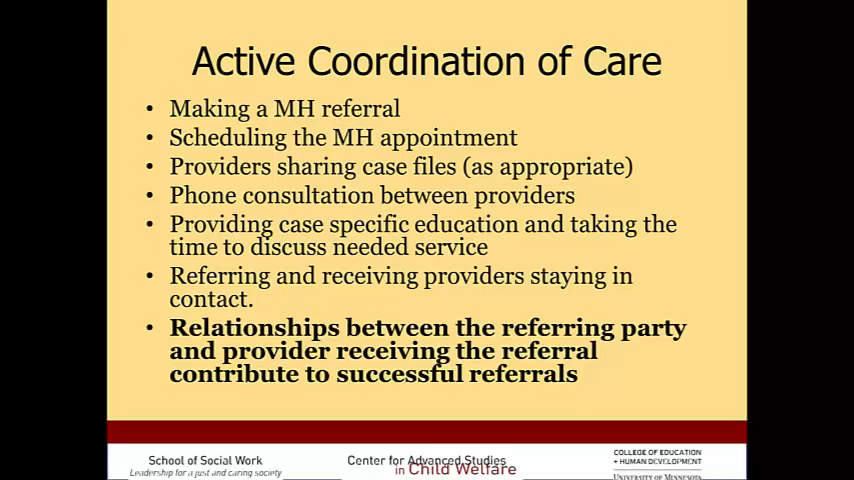 Active Coordination of Care
• Making a MH referral
• Scheduling the MH appointment
• Providers sharing case files (as appropriate)
• Phone consultation between providers
• Providing case specific education and taking the
time to discuss needed service
• Referring and receiving providers staying in
contact.
• Relationships between the referring party
and provider receiving the referral
contribute to successful referrals
School of Social Work
Leadership for a just and caring society
Center for Advanced Studies
in Child Welfare
COLLEGE OF EDUCATION
+ HUMAN DEVELOPMENT
UNIVERSITY OF MINNESOTA